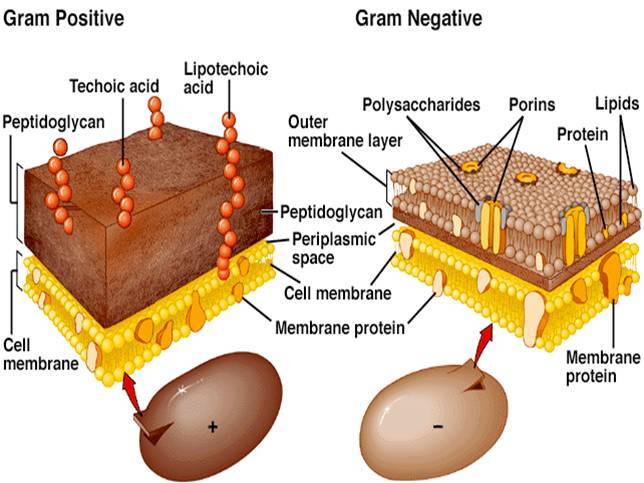 Gram Positive
Gram Negative
Lipotechoic
acid
Techoic acid
Peptidoglycan
Polysaccharides
Porins
Lipids
Outer
membrane layer
Protein
Peptidoglycan
Periplasmic
space
Cell membrane
Membrane protein
Cell
membrane
Membrane
protein
+
−